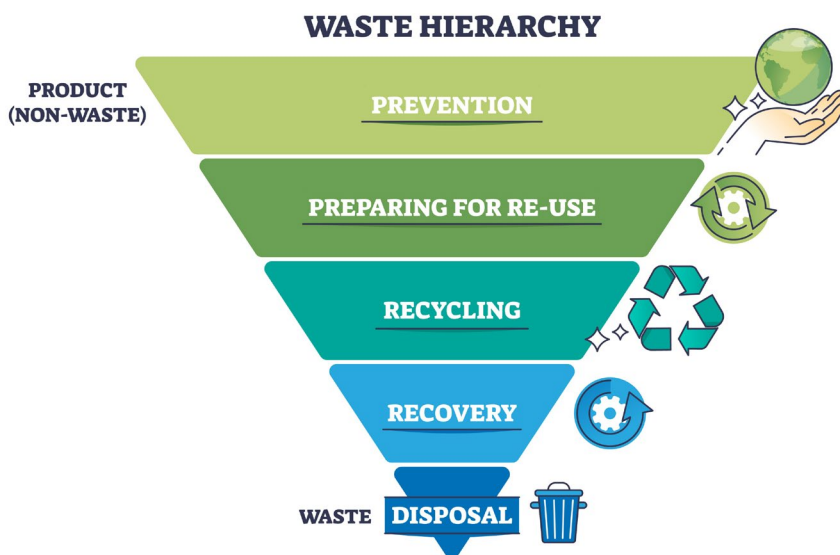 WASTE HIERARCHY
PRODUCT
(NON-WASTE)
PREVENTION
PREPARING FOR RE-USE
RECYCLING
RECOVERY
WASTE
DISPOSAL